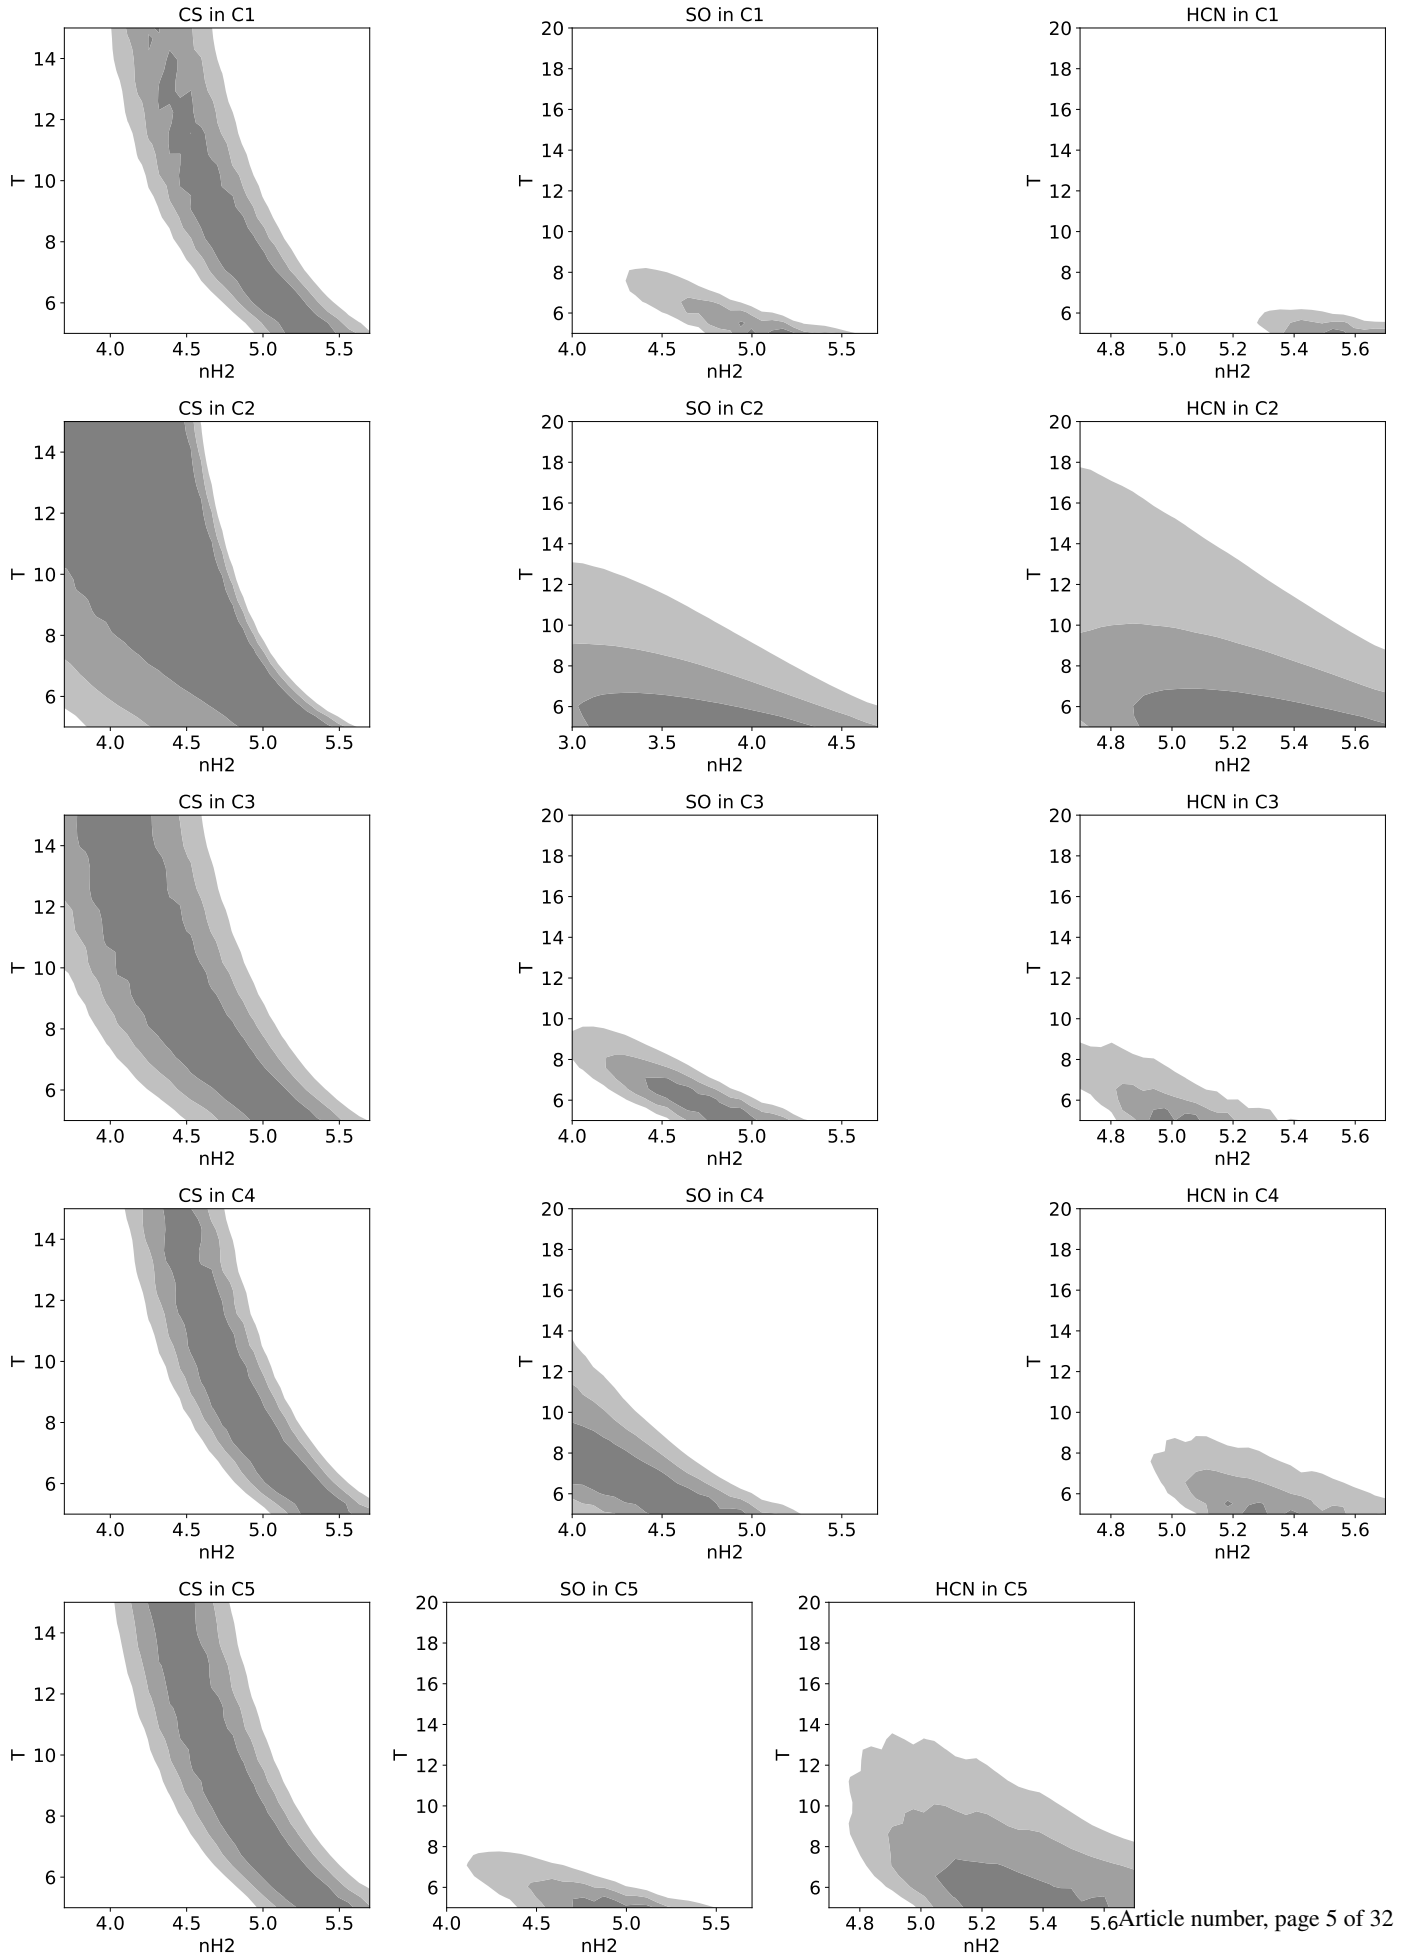 CS in C1 SO in C1 HCN in C1
T 14 12 10 8 6
T 20 18 16 14 12 10 8 6 4
T 20 18 16 14 12 10 8 6
4.0 4.5 5.0 5.5 4.0 4.5 5.0 5.5 4.8 5.0 5.2 5.4 5.6
nH2 nH2 nH2
CS in C2 SO in C2 HCN in C2
T 14 12 10 8 6
T 20 18 16 14 12 10 8 6
T 20 18 16 14 12 10 8 6
4.0 4.5 5.0 5.5 3.0 3.5 4.0 4.5 4.8 5.0 5.2 5.4 5.6
nH2 nH2 nH2
CS in C3 SO in C3 HCN in C3
T 14 12 10 8 6
T 20 18 16 14 12 10 8 6
T 20 18 16 14 12 10 8 6
4.0 4.5 5.0 5.5 4.0 4.5 5.0 5.5 4.8 5.0 5.2 5.4 5.6
nH2 nH2 nH2
CS in C4 SO in C4 HCN in C4
T 14 12 10 8 6
T 20 18 16 14 12 10 8 6
T 20 18 16 14 12 10 8 6
4.0 4.5 5.0 5.5 4.0 4.5 5.0 5.5 4.8 5.0 5.2 5.4 5.6
nH2 nH2 nH2
CS in C5 SO in C5 HCN in C5
T 14 12 10 8 6
T 20 18 16 14 12 10 8 6
T 20 18 16 14 12 10 8 6
4.0 4.5 5.0 5.5 4.0 4.5 5.0 5.5 4.8 5.0 5.2 5.4 5.6
nH2 nH2 nH2
Article number, page 5 of 32